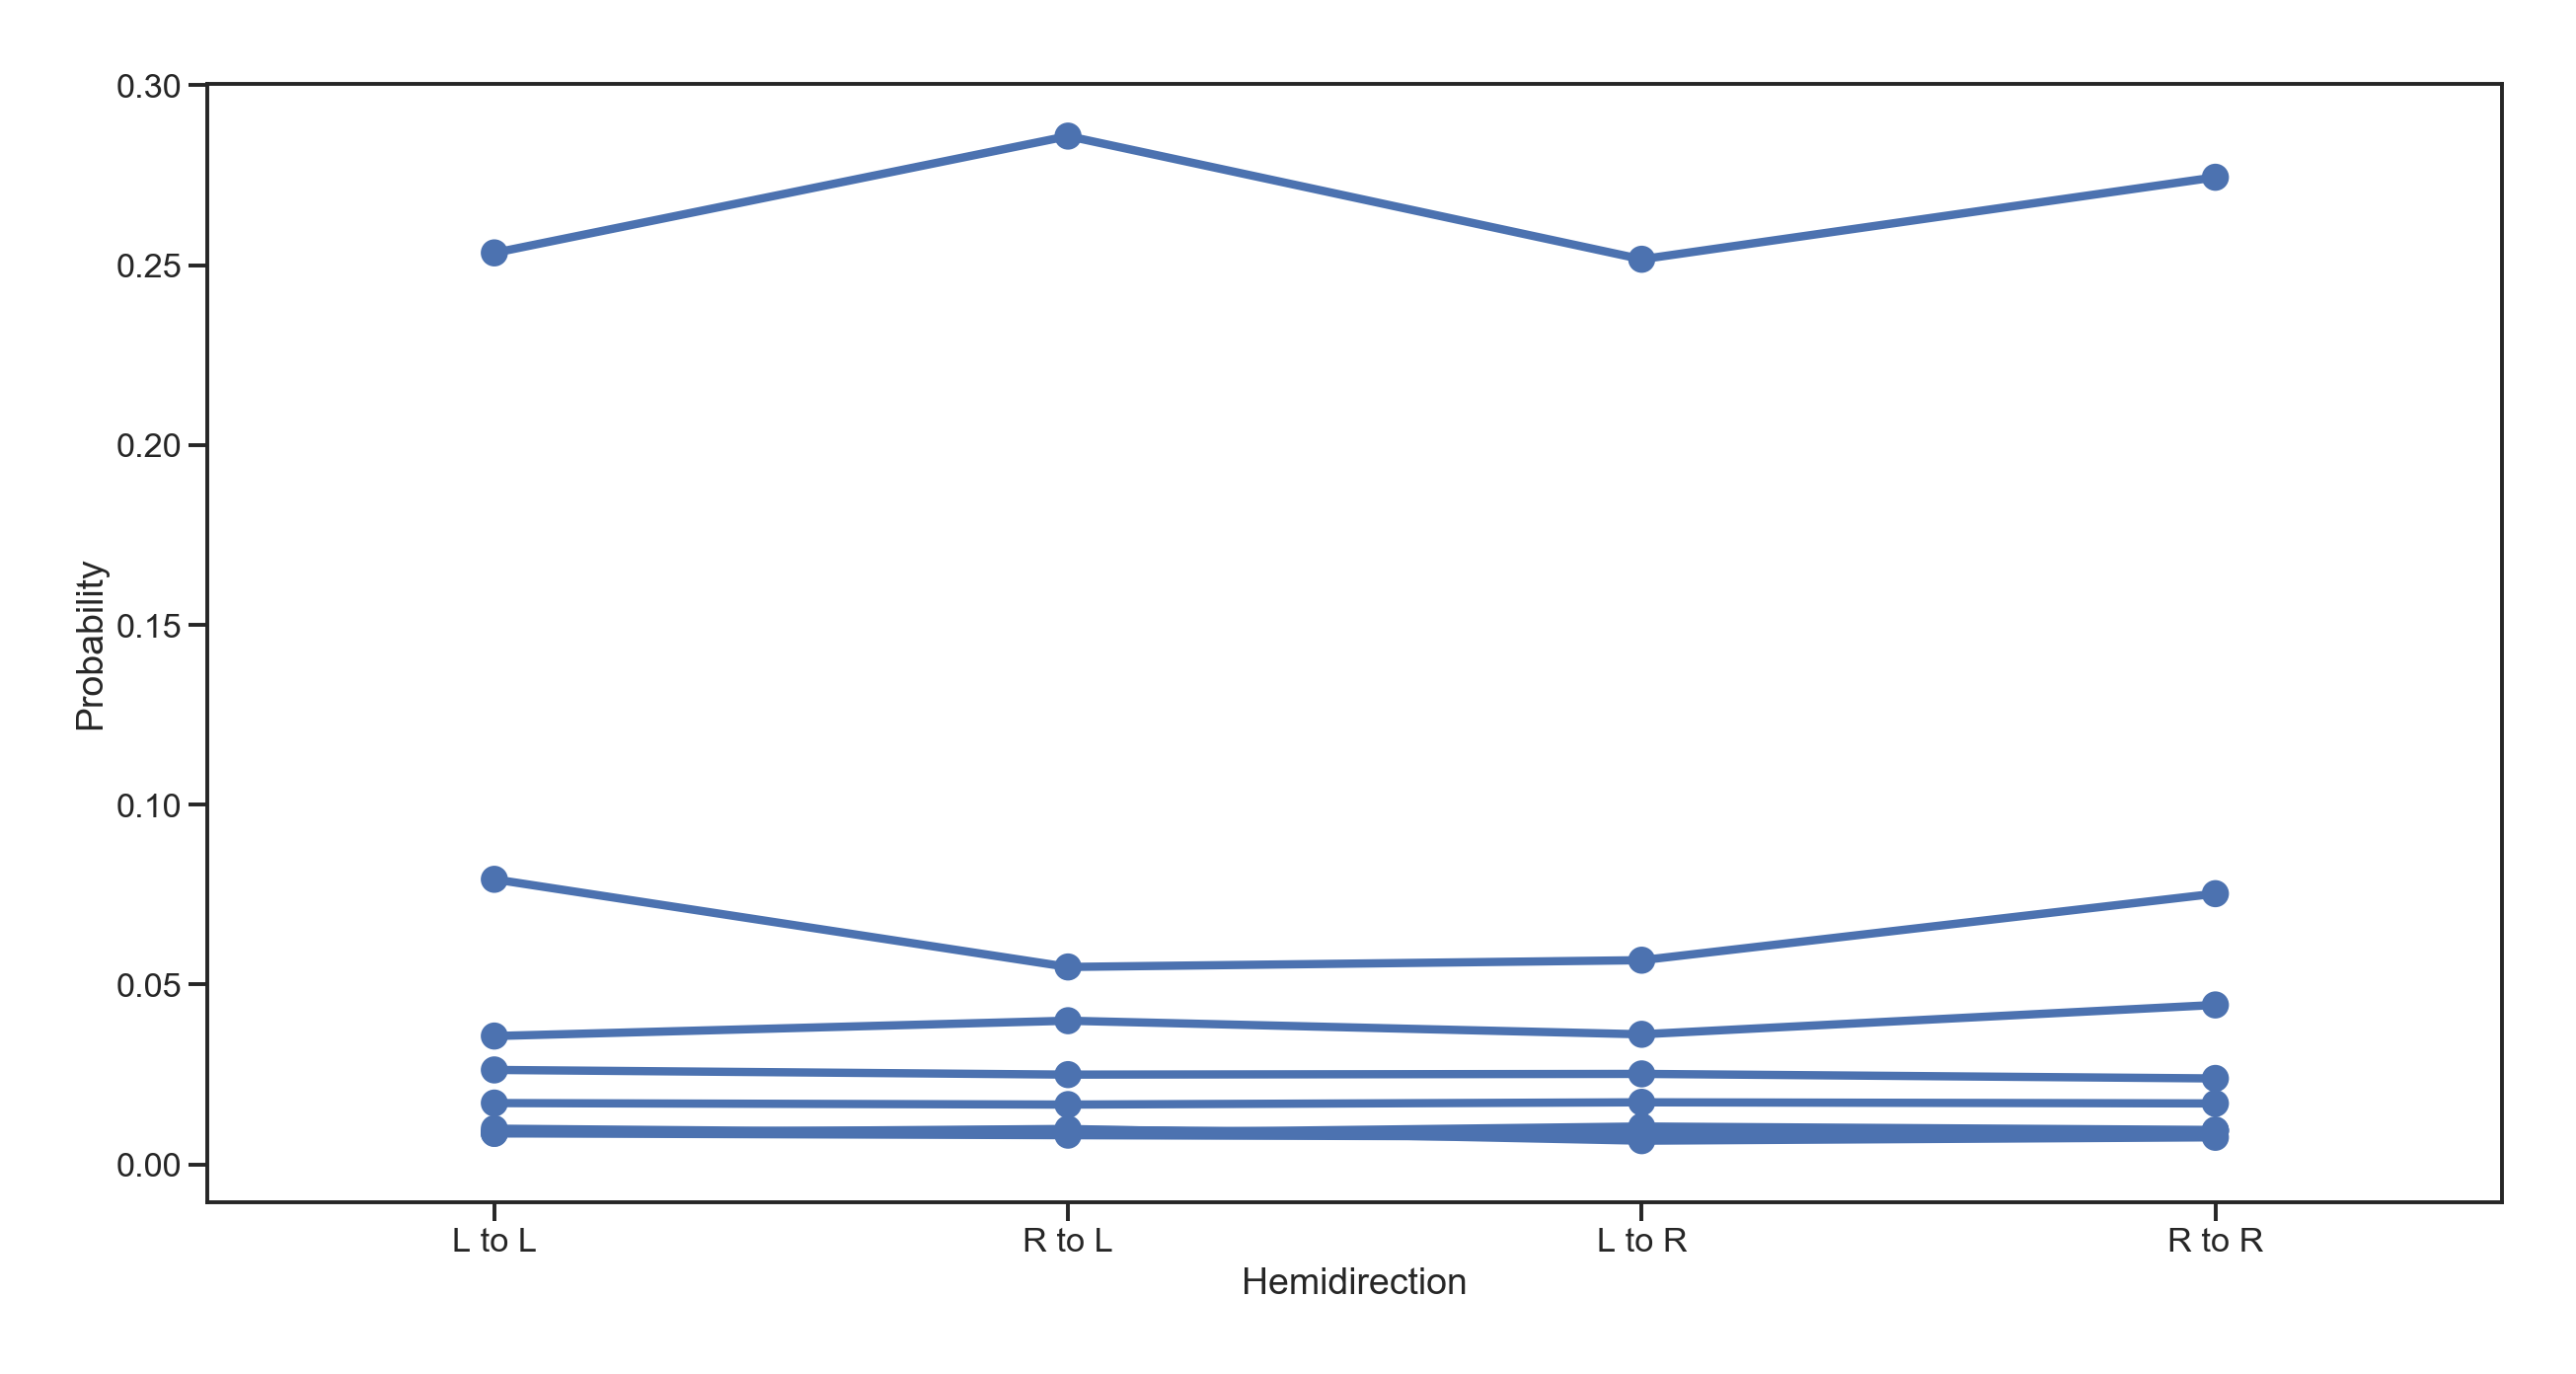 0.30
0.25
0.20
0.15
0.10
0.05
0.00
Probability
L to L
R to L
L to R
R to R
Hemidirection